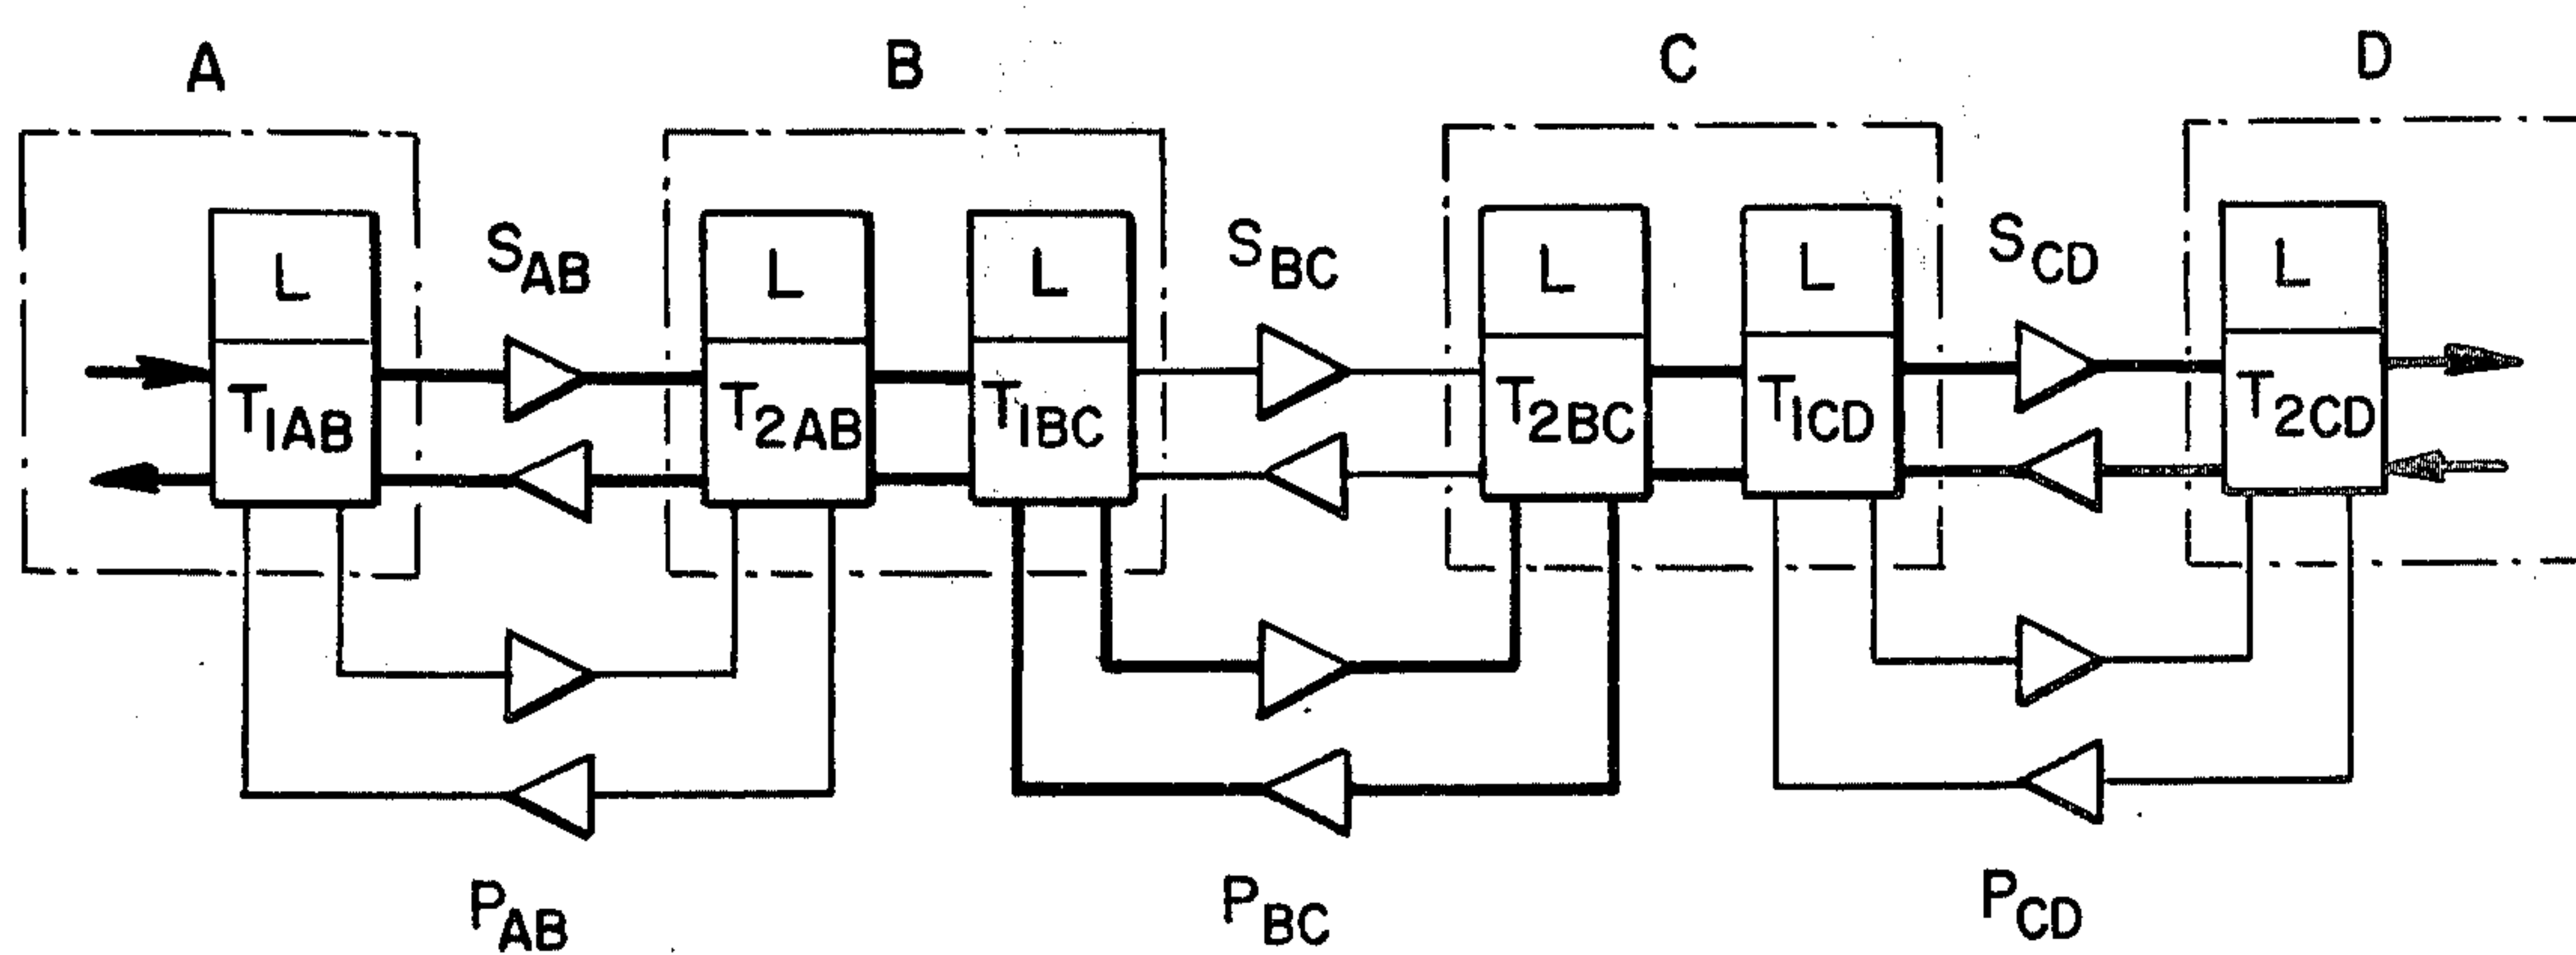 A B C D
S_AB S_BC S_CD
L L L L L L
T_1AB T_2AB T_1BC T_2BC T_1CD T_2CD
P_AB P_BC P_CD